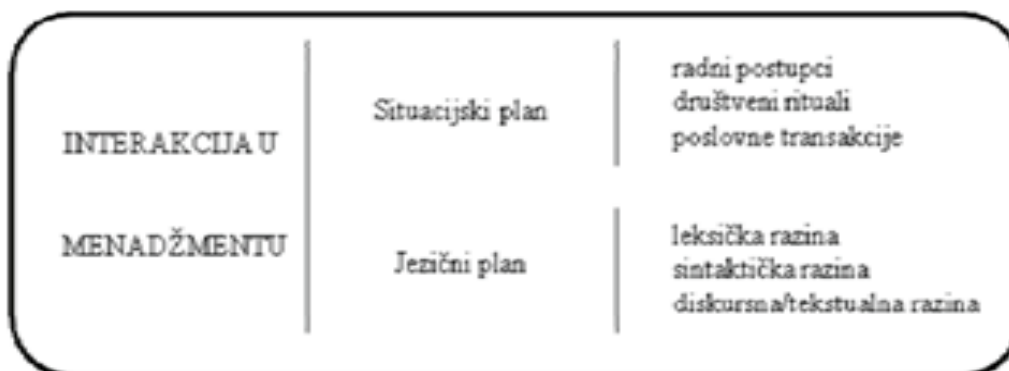 INTERAKCIJA U
MENADŽMENTU
Situacijski plan
radni postupci
društveni rituali
poslovne transakcije
Jezični plan
leksička razina
sintaktička razina
diskursna/tekstualna razina